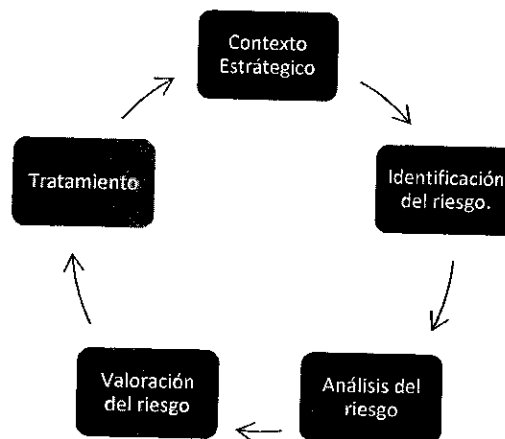 Contexto
Estrátegico
Identificación
del riesgo.
Análisis del
riesgo
Valoración
del riesgo
Tratamiento